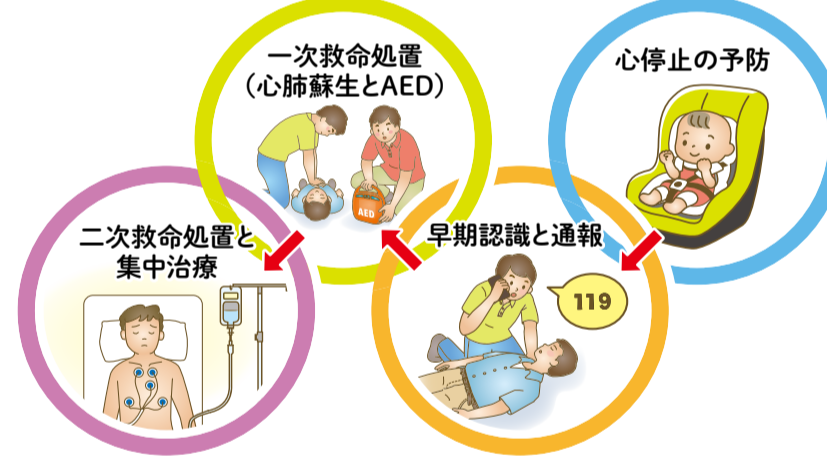 一次救命処置
（心肺蘇生とAED）
心停止の予防
二次救命処置と
集中治療
早期認識と通報
AED
119